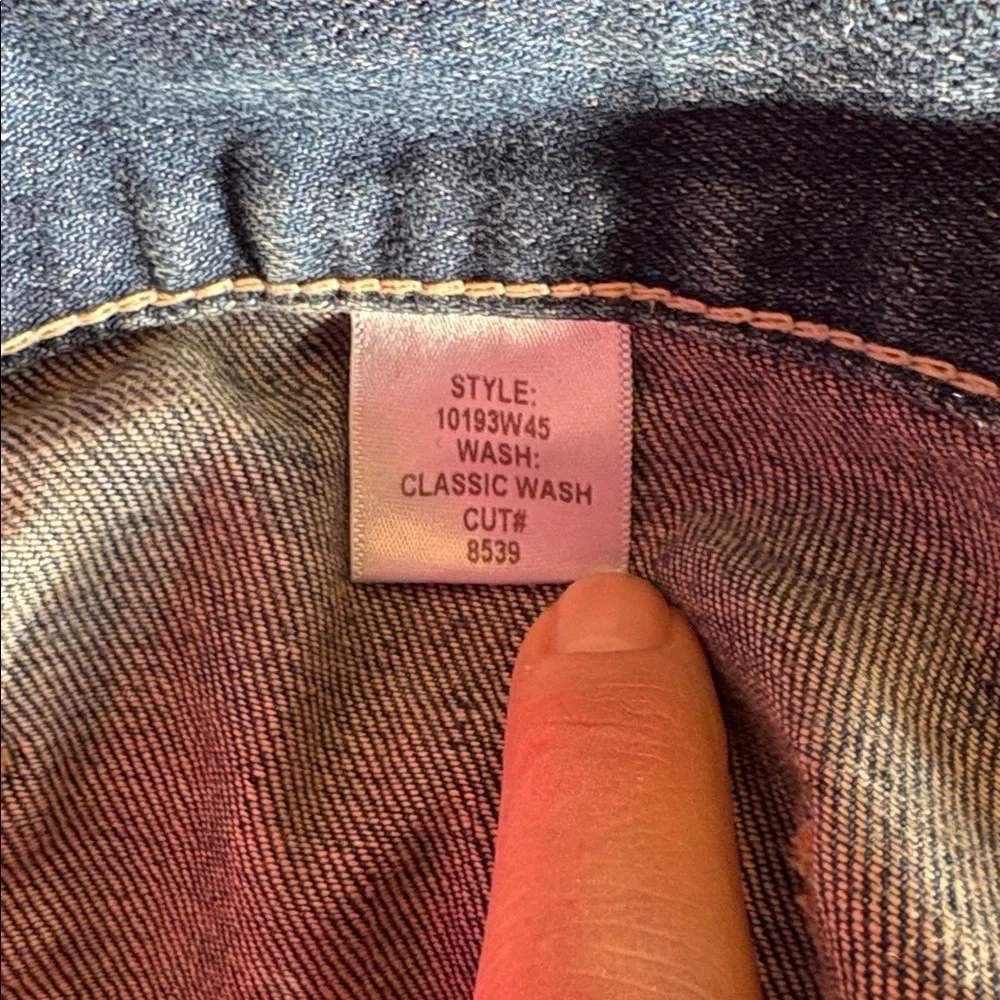 STYLE:
10193W45
WASH:
CLASSIC WASH
CUT#
8539